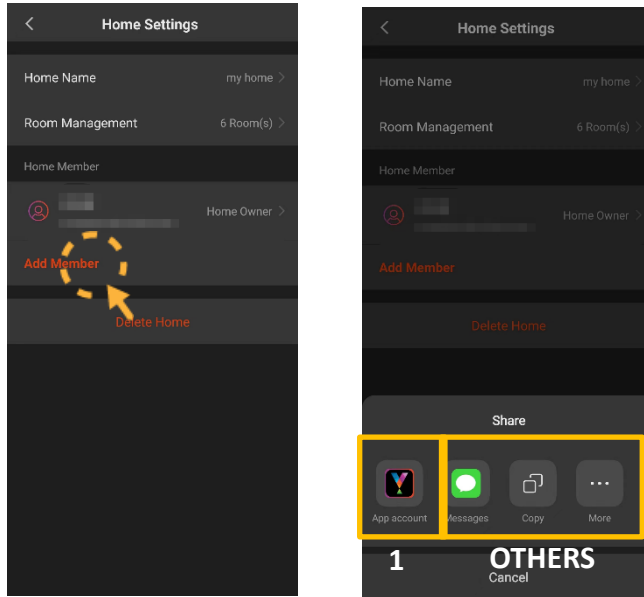 Home Settings
Home Name
my home
Room Management
6 Room(s)
Home Member
Home Owner
Add Member
Delete Home
Home Settings
Home Name
my home
Room Management
6 Room(s)
Home Member
Home Owner
Add Member
Delete Home
Share
App account
Messages
Copy
More
1
OTHERS
Cancel